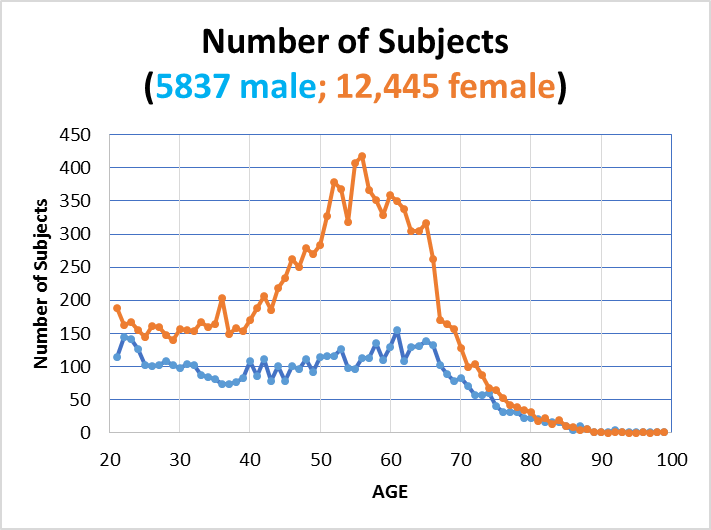 Number of Subjects
(5837 male; 12,445 female)
450
400
350
300
250
200
150
100
50
0
Number of Subjects
20 30 40 50 60 70 80 90 100
AGE